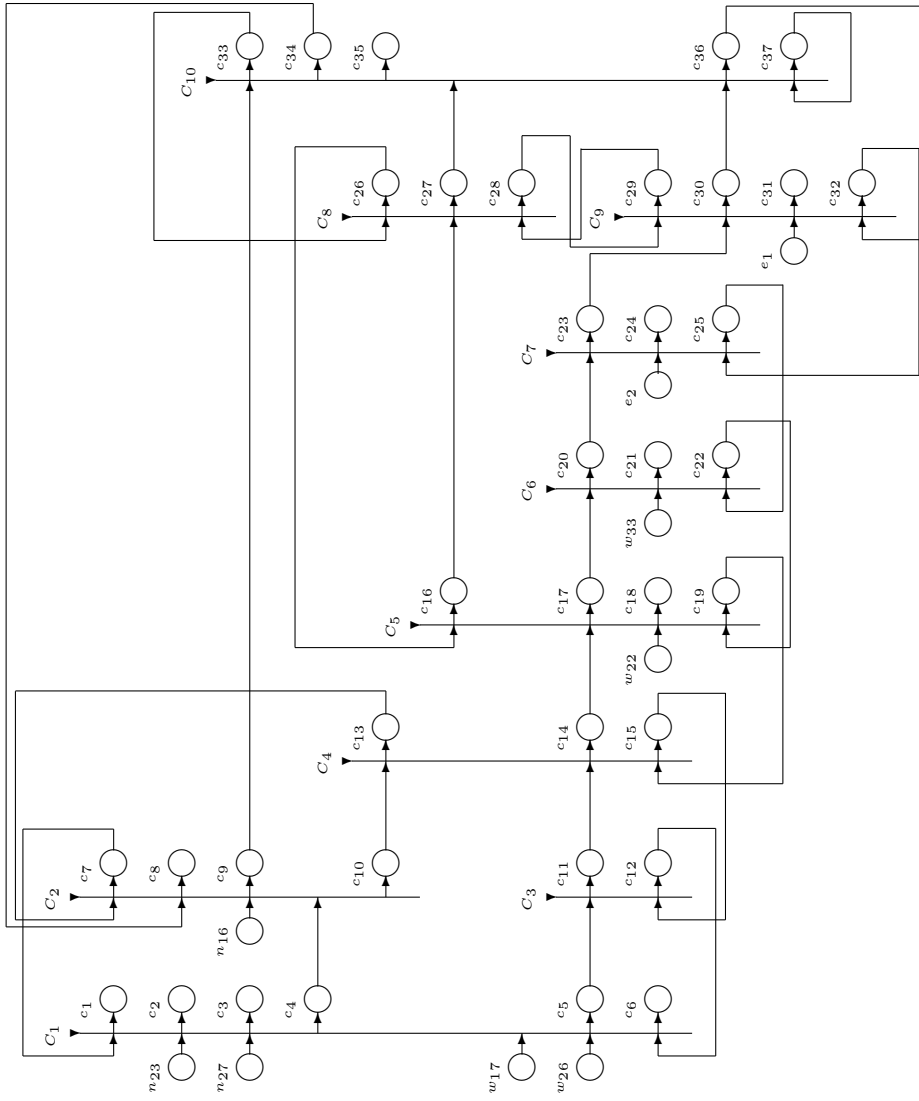 C1 C2
c1 c7
n23 c2 c8
C10
n27 c3 n16 c9 c33
c4 c34
C4 C8
c10 c13 c26 c35
C5
c16 c27
w17 c28
C3 C6 C7
w26 c5 c11 c14 c17 c20 c23
C9
c6 c12 c15 w22 c18 w33 c21 e2 c24 c29
c19 c22 c25 c30 c36
e1 c31 c37
c32